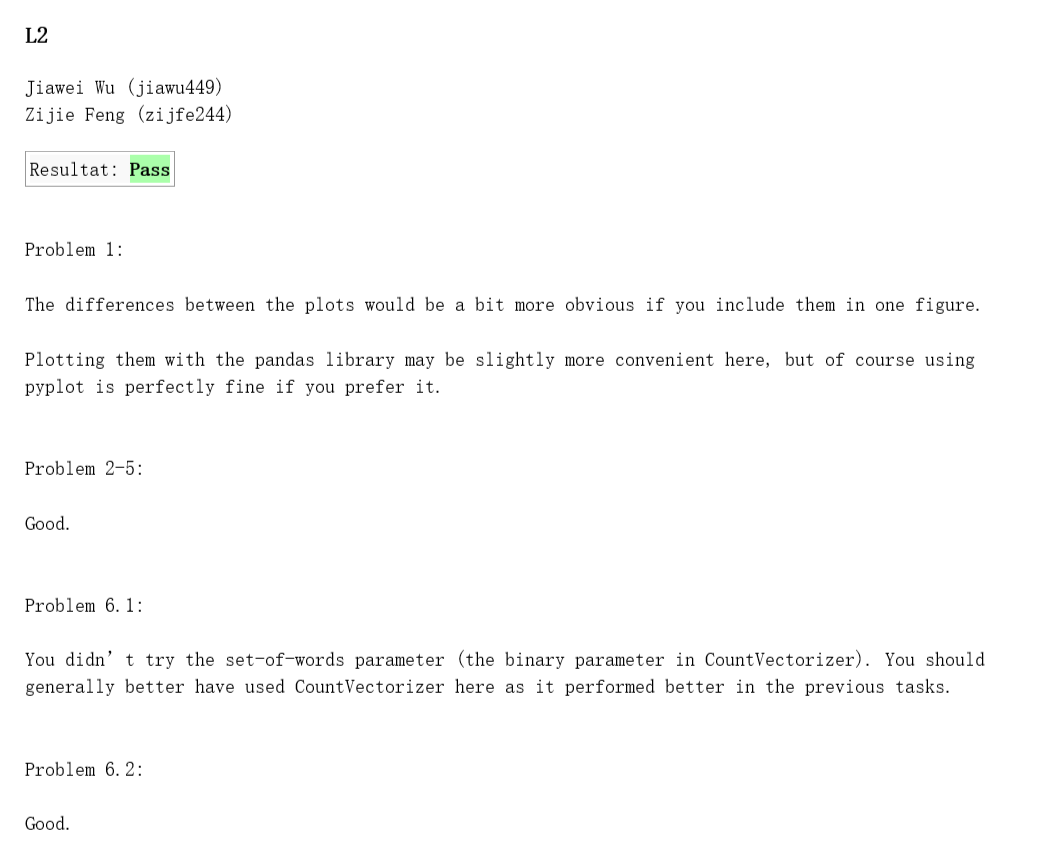 L2
Jiawei Wu (jiawu449)
Zijie Feng (zijfe244)
Resultat: Pass
Problem 1:
The differences between the plots would be a bit more obvious if you include them in one figure.
Plotting them with the pandas library may be slightly more convenient here, but of course using
pyplot is perfectly fine if you prefer it.
Problem 2-5:
Good.
Problem 6.1:
You didn’t try the set-of-words parameter (the binary parameter in CountVectorizer). You should
generally better have used CountVectorizer here as it performed better in the previous tasks.
Problem 6.2:
Good.